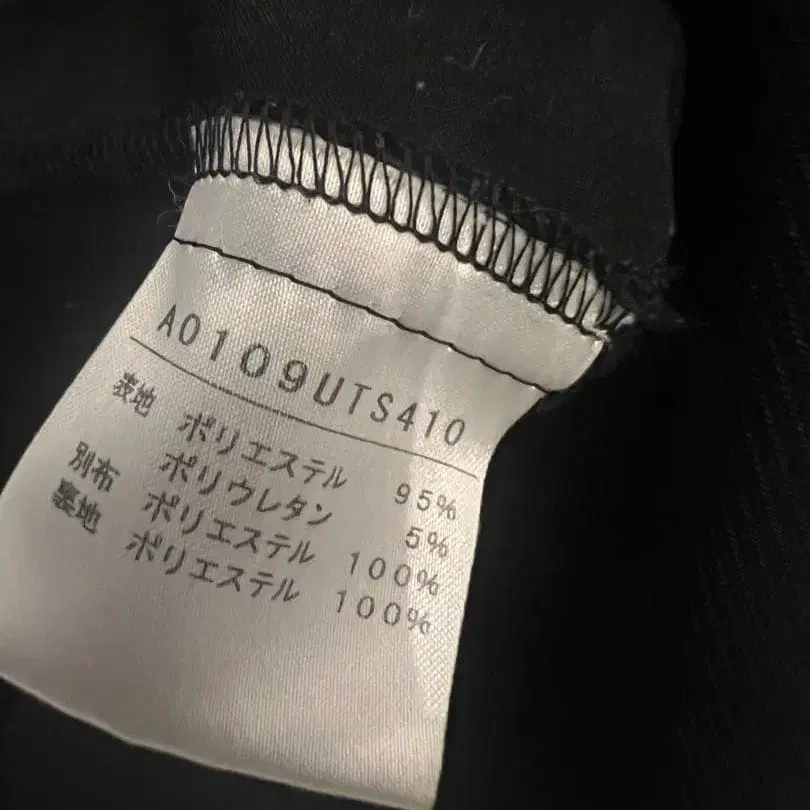 A0109UTS410
表地 ポリエステル 95%
ポリウレタン 5%
別布 ポリエステル 100%
裏地 ポリエステル 100%